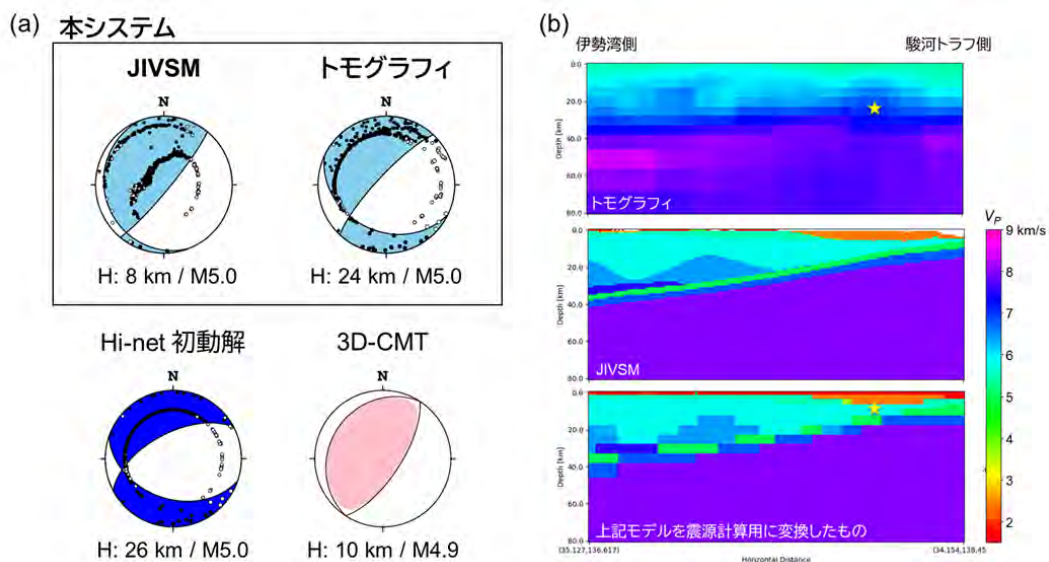 (a) 本システム
JIVSM
トモグラフィ
N
N
H: 8 km / M5.0
H: 24 km / M5.0
Hi-net 初動解
3D-CMT
N
N
H: 26 km / M5.0
H: 10 km / M4.9
(b)
伊勢湾側
駿河トラフ側
0.0
20.0
40.0
60.0
80.0
Depth [km]
トモグラフィ
0.0
20.0
40.0
60.0
80.0
Depth [km]
JIVSM
0.0
20.0
40.0
60.0
80.0
Depth [km]
上記モデルを震源計算用に変換したもの
Horizontal Distance
VP
9 km/s
8
7
6
5
4
3
2